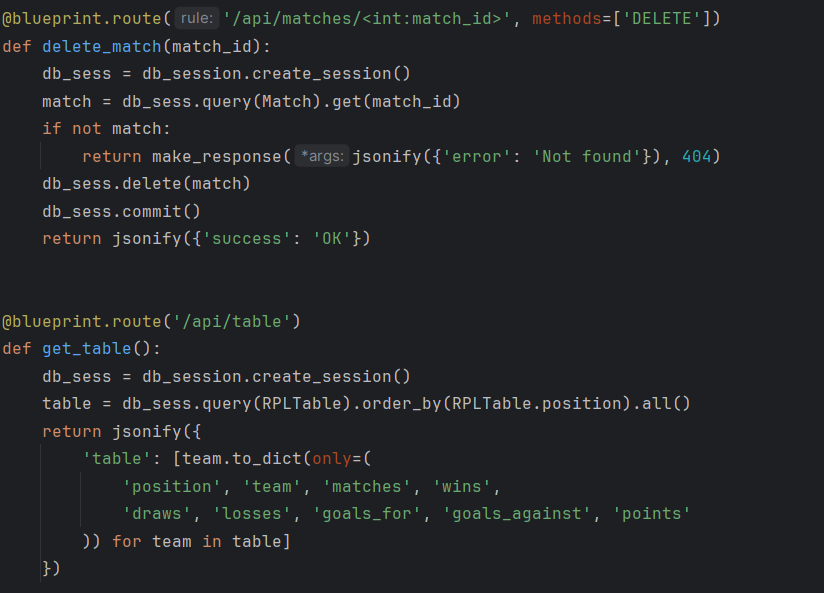 @blueprint.route( rule: '/api/matches/<int:match_id>', methods=['DELETE'])
def delete_match(match_id):
    db_sess = db_session.create_session()
    match = db_sess.query(Match).get(match_id)
    if not match:
        return make_response( *args: jsonify({'error': 'Not found'}), 404)
    db_sess.delete(match)
    db_sess.commit()
    return jsonify({'success': 'OK'})
@blueprint.route('/api/table')
def get_table():
    db_sess = db_session.create_session()
    table = db_sess.query(RPLTable).order_by(RPLTable.position).all()
    return jsonify({
        'table': [team.to_dict(only=(
            'position', 'team', 'matches', 'wins',
            'draws', 'losses', 'goals_for', 'goals_against', 'points'
        )) for team in table]
    })